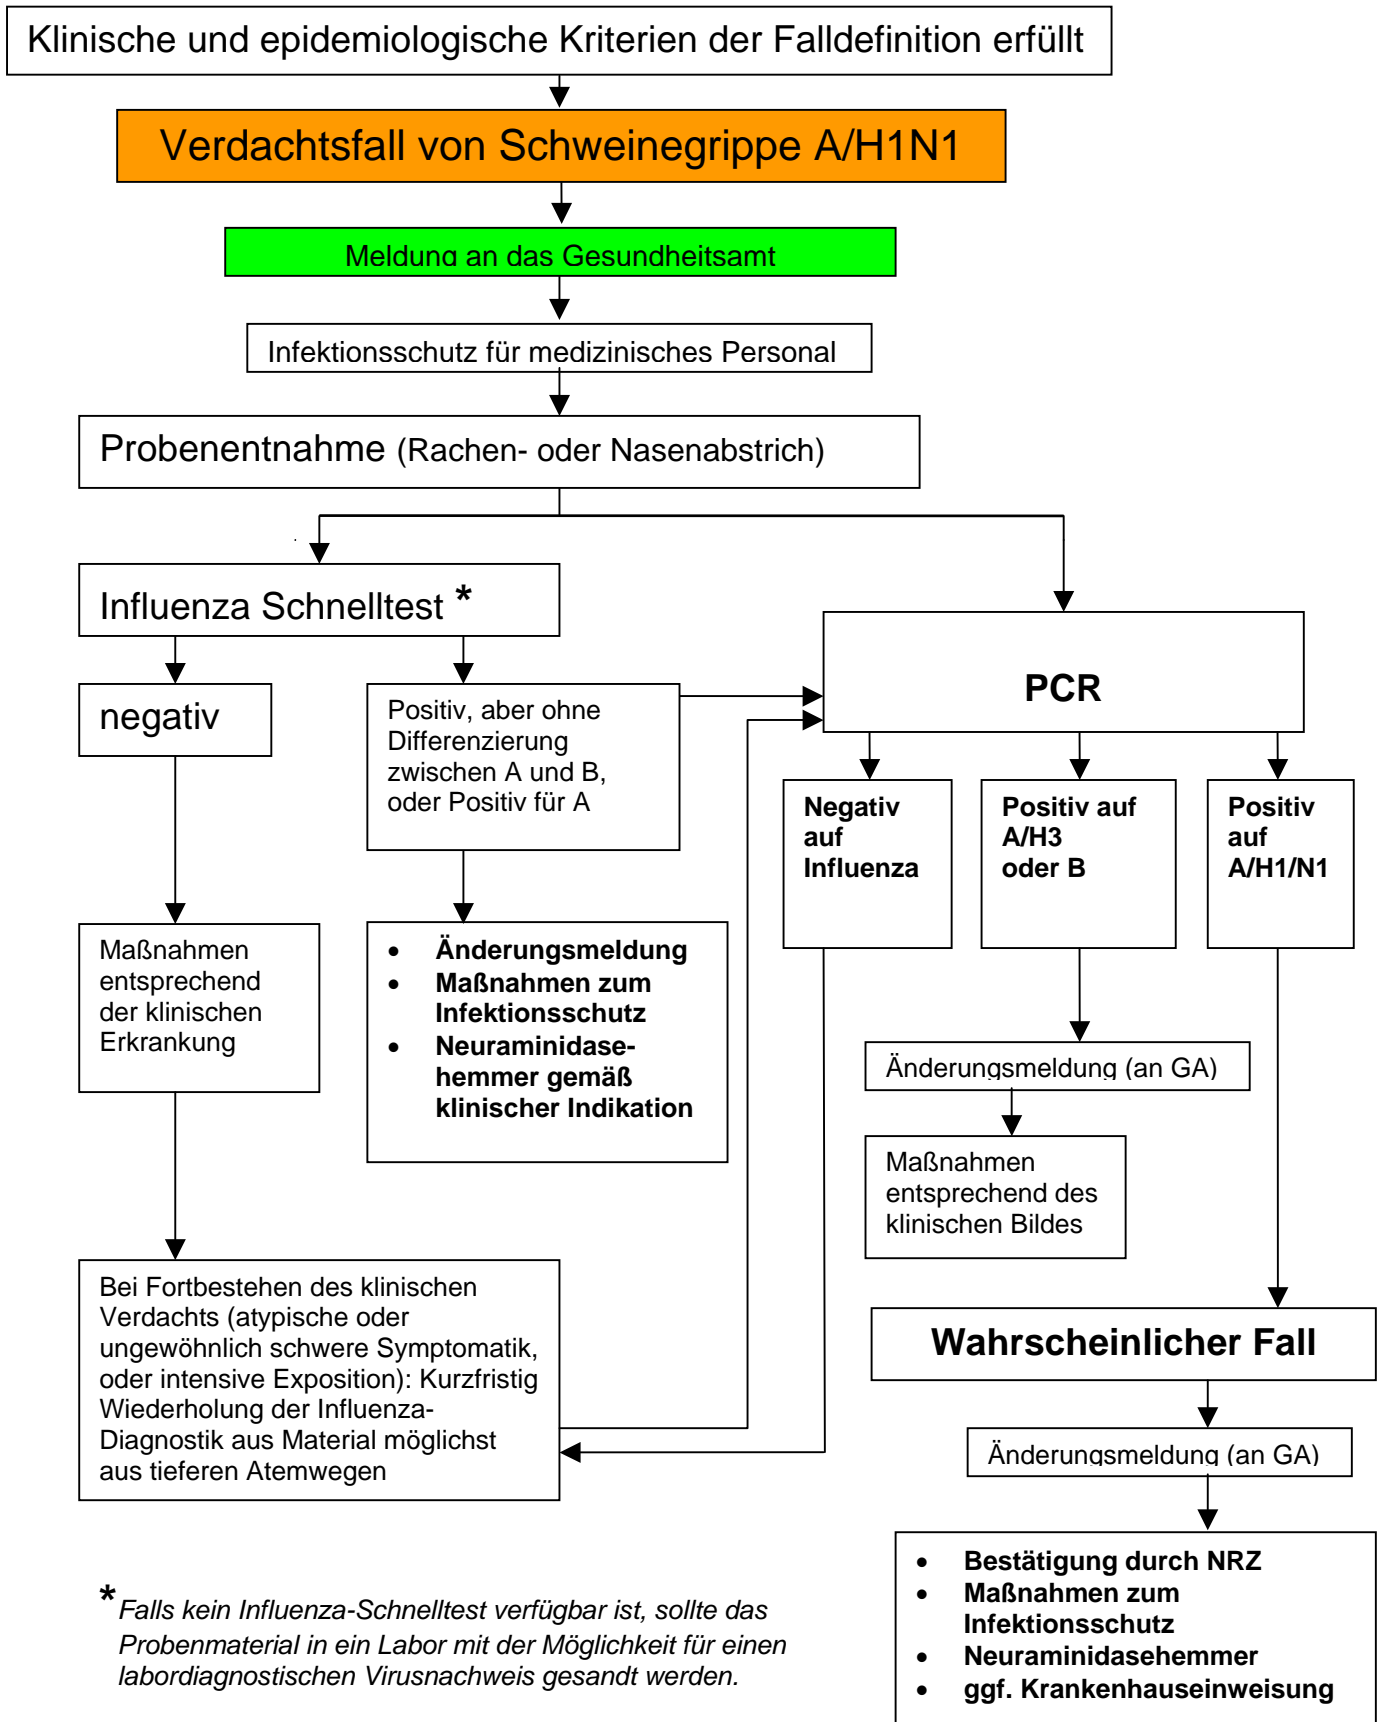 Klinische und epidemiologische Kriterien der Falldefinition erfüllt
Verdachtsfall von Schweinegrippe A/H1N1
Meldung an das Gesundheitsamt
Infektionsschutz für medizinisches Personal
Probenentnahme (Rachen- oder Nasenabstrich)
Influenza Schnelltest *
negativ
Positiv, aber ohne
Differenzierung
zwischen A und B,
oder Positiv für A
PCR
Negativ
auf
Influenza
Positiv auf
A/H3
oder B
Positiv
auf
A/H1/N1
Maßnahmen
entsprechend
der klinischen
Erkrankung
• Änderungsmeldung
• Maßnahmen zum
Infektionsschutz
• Neuraminidase-
hemmer gemäß
klinischer Indikation
Änderungsmeldung (an GA)
Maßnahmen
entsprechend des
klinischen Bildes
Bei Fortbestehen des klinischen
Verdachts (atypische oder
ungewöhnlich schwere Symptomatik,
oder intensive Exposition): Kurzfristig
Wiederholung der Influenza-
Diagnostik aus Material möglichst
aus tieferen Atemwegen
Wahrscheinlicher Fall
Änderungsmeldung (an GA)
• Bestätigung durch NRZ
• Maßnahmen zum
Infektionsschutz
• Neuraminidasehemmer
• ggf. Krankenhauseinweisung
* Falls kein Influenza-Schnelltest verfügbar ist, sollte das
Probenmaterial in ein Labor mit der Möglichkeit für einen
labordiagnostischen Virusnachweis gesandt werden.